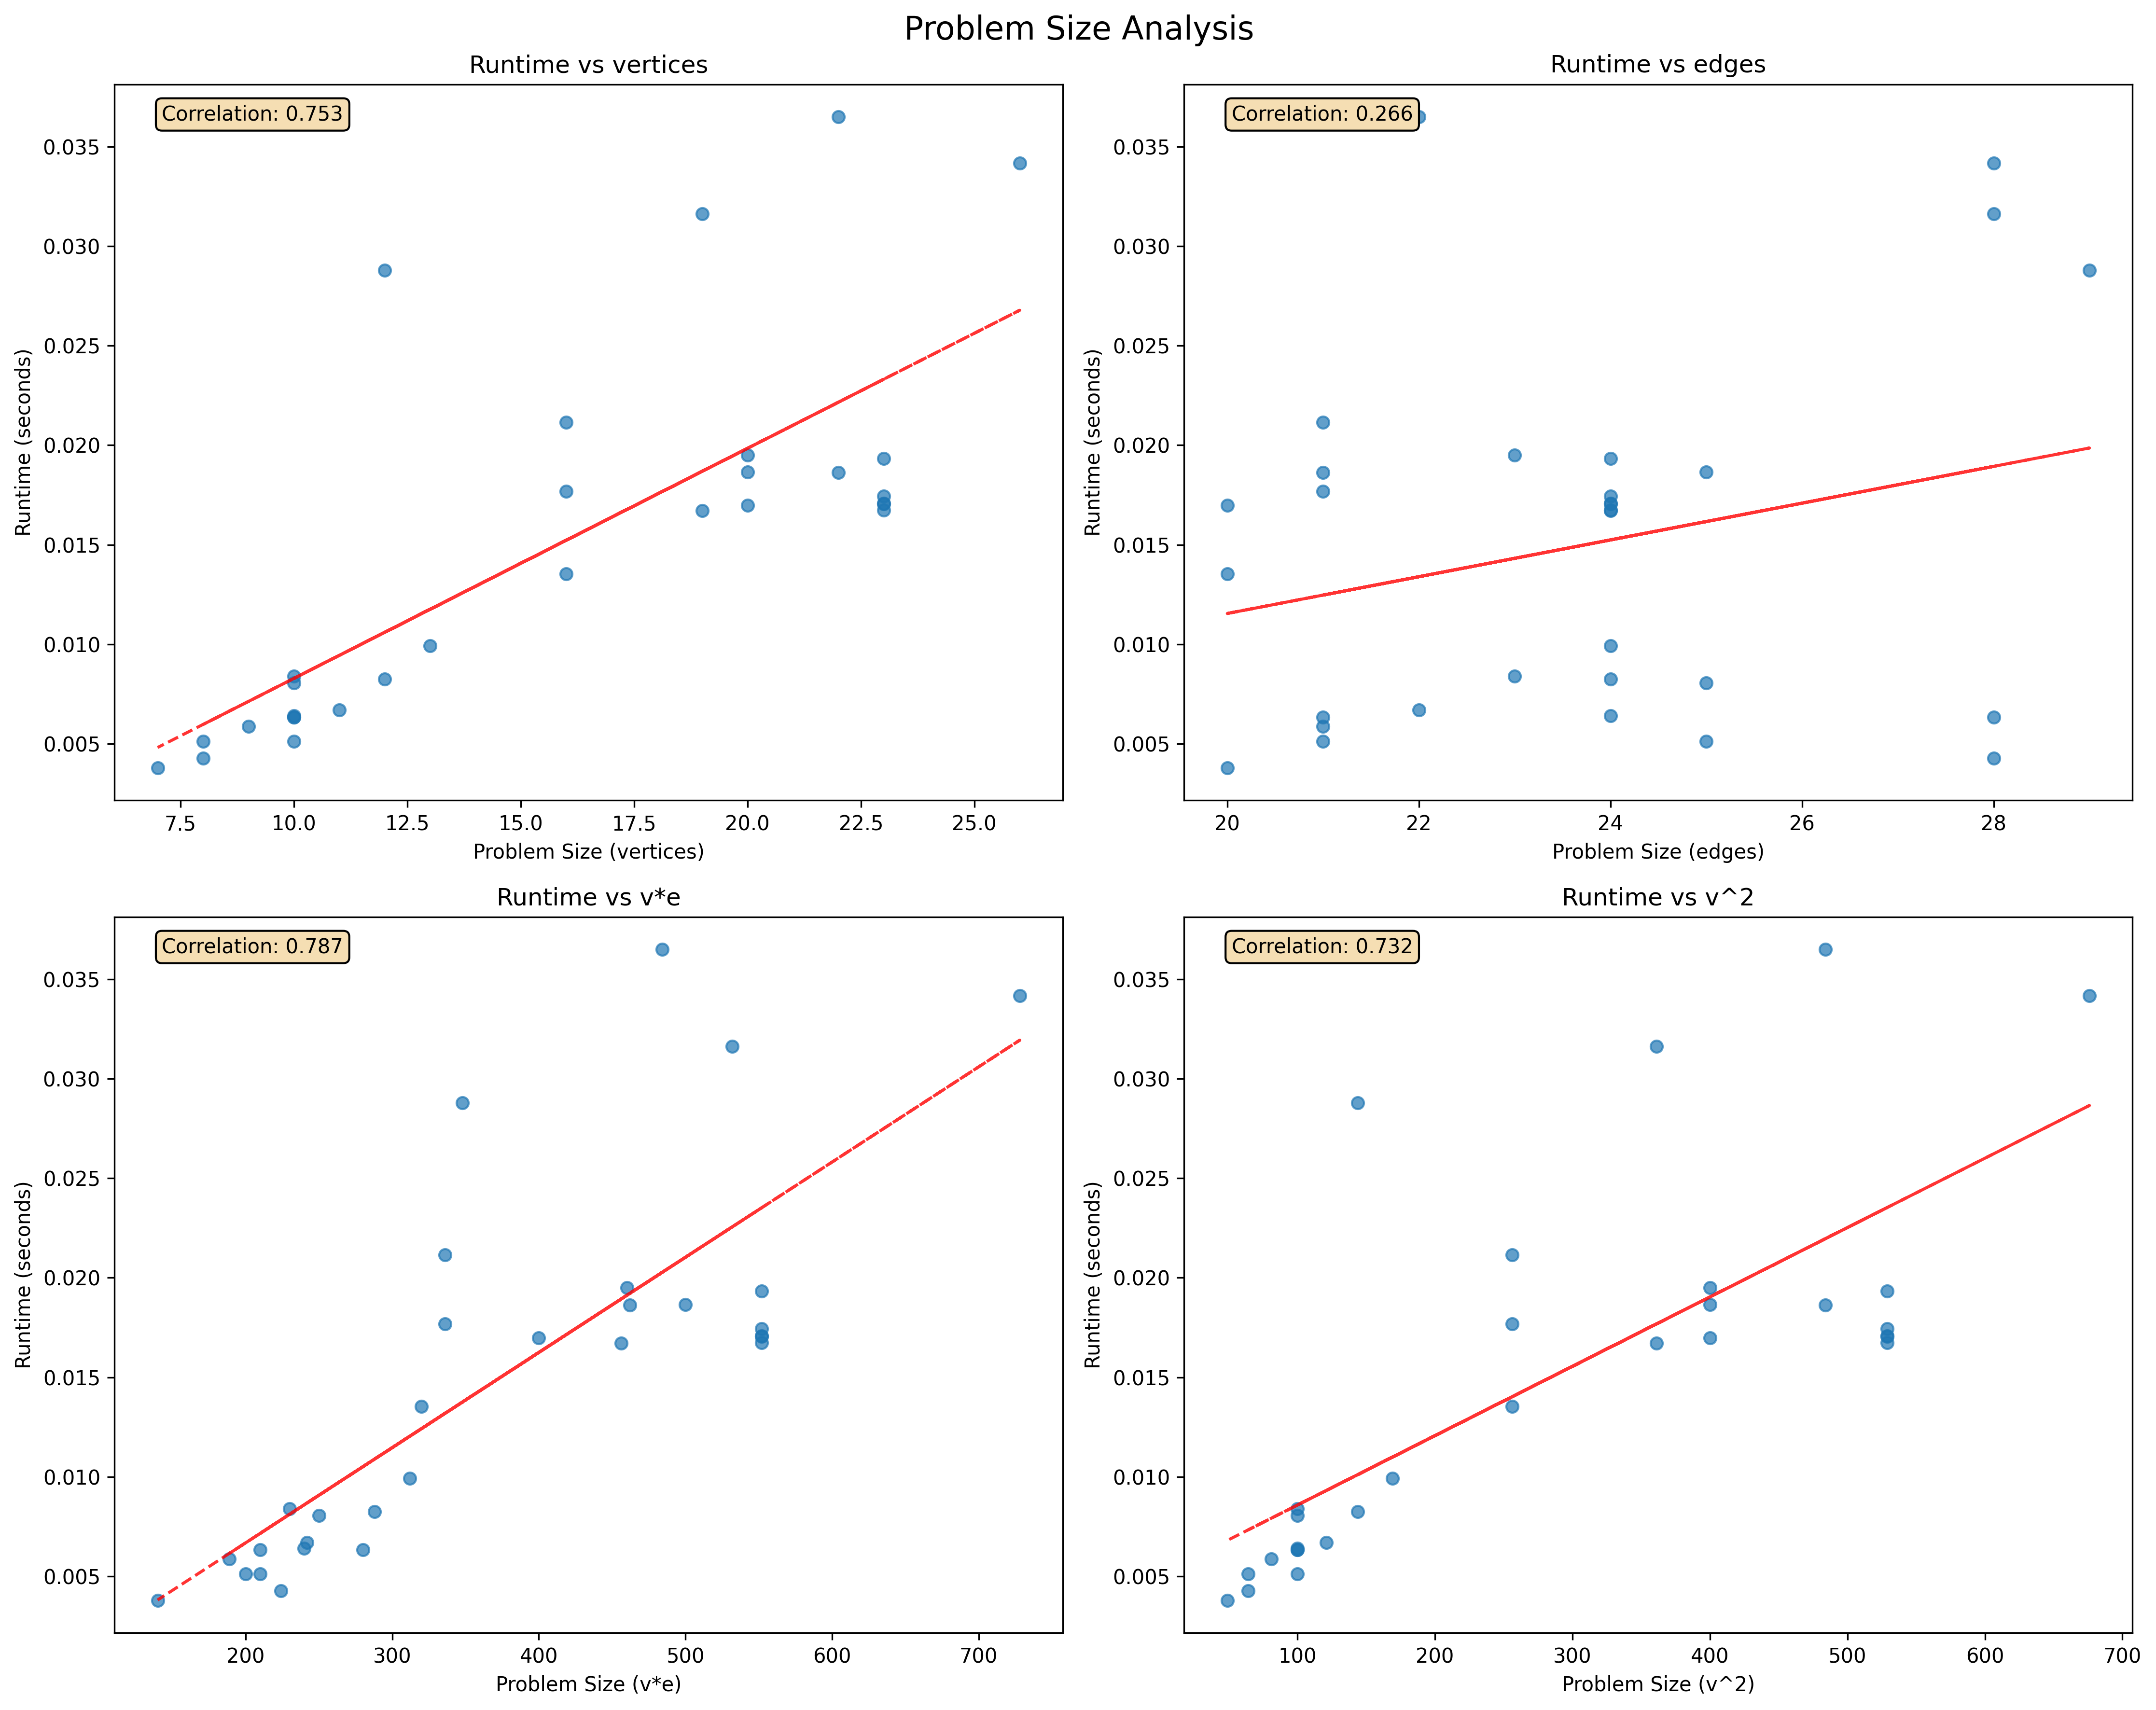 Problem Size Analysis
Runtime vs vertices
Correlation: 0.753
Runtime (seconds)
0.035
0.030
0.025
0.020
0.015
0.010
0.005
7.5 10.0 12.5 15.0 17.5 20.0 22.5 25.0
Problem Size (vertices)
Runtime vs edges
Correlation: 0.266
Runtime (seconds)
0.035
0.030
0.025
0.020
0.015
0.010
0.005
20 22 24 26 28
Problem Size (edges)
Runtime vs v*e
Correlation: 0.787
Runtime (seconds)
0.035
0.030
0.025
0.020
0.015
0.010
0.005
200 300 400 500 600 700
Problem Size (v*e)
Runtime vs v^2
Correlation: 0.732
Runtime (seconds)
0.035
0.030
0.025
0.020
0.015
0.010
0.005
100 200 300 400 500 600 700
Problem Size (v^2)